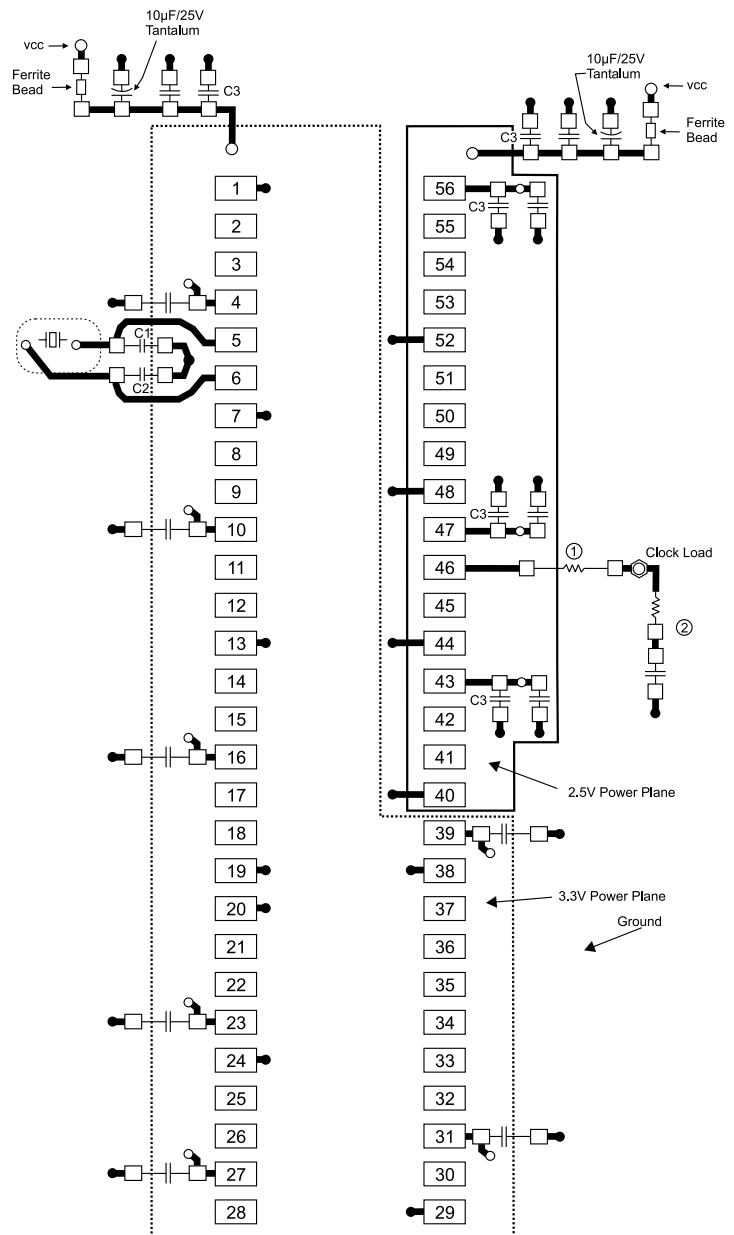 10µF/25V
Tantalum
VCC
Ferrite
Bead
C3
10µF/25V
Tantalum
VCC
Ferrite
Bead
C3
1
56
C3
2
55
3
54
4
53
5
52
C1
6
51
C2
7
50
8
49
9
48
C3
10
47
11
46
1
Clock Load
12
45
2
13
44
14
43
C3
15
42
16
41
17
40
2.5V Power Plane
18
39
19
38
20
37
3.3V Power Plane
Ground
21
36
22
35
23
34
24
33
25
32
26
31
27
30
28
29